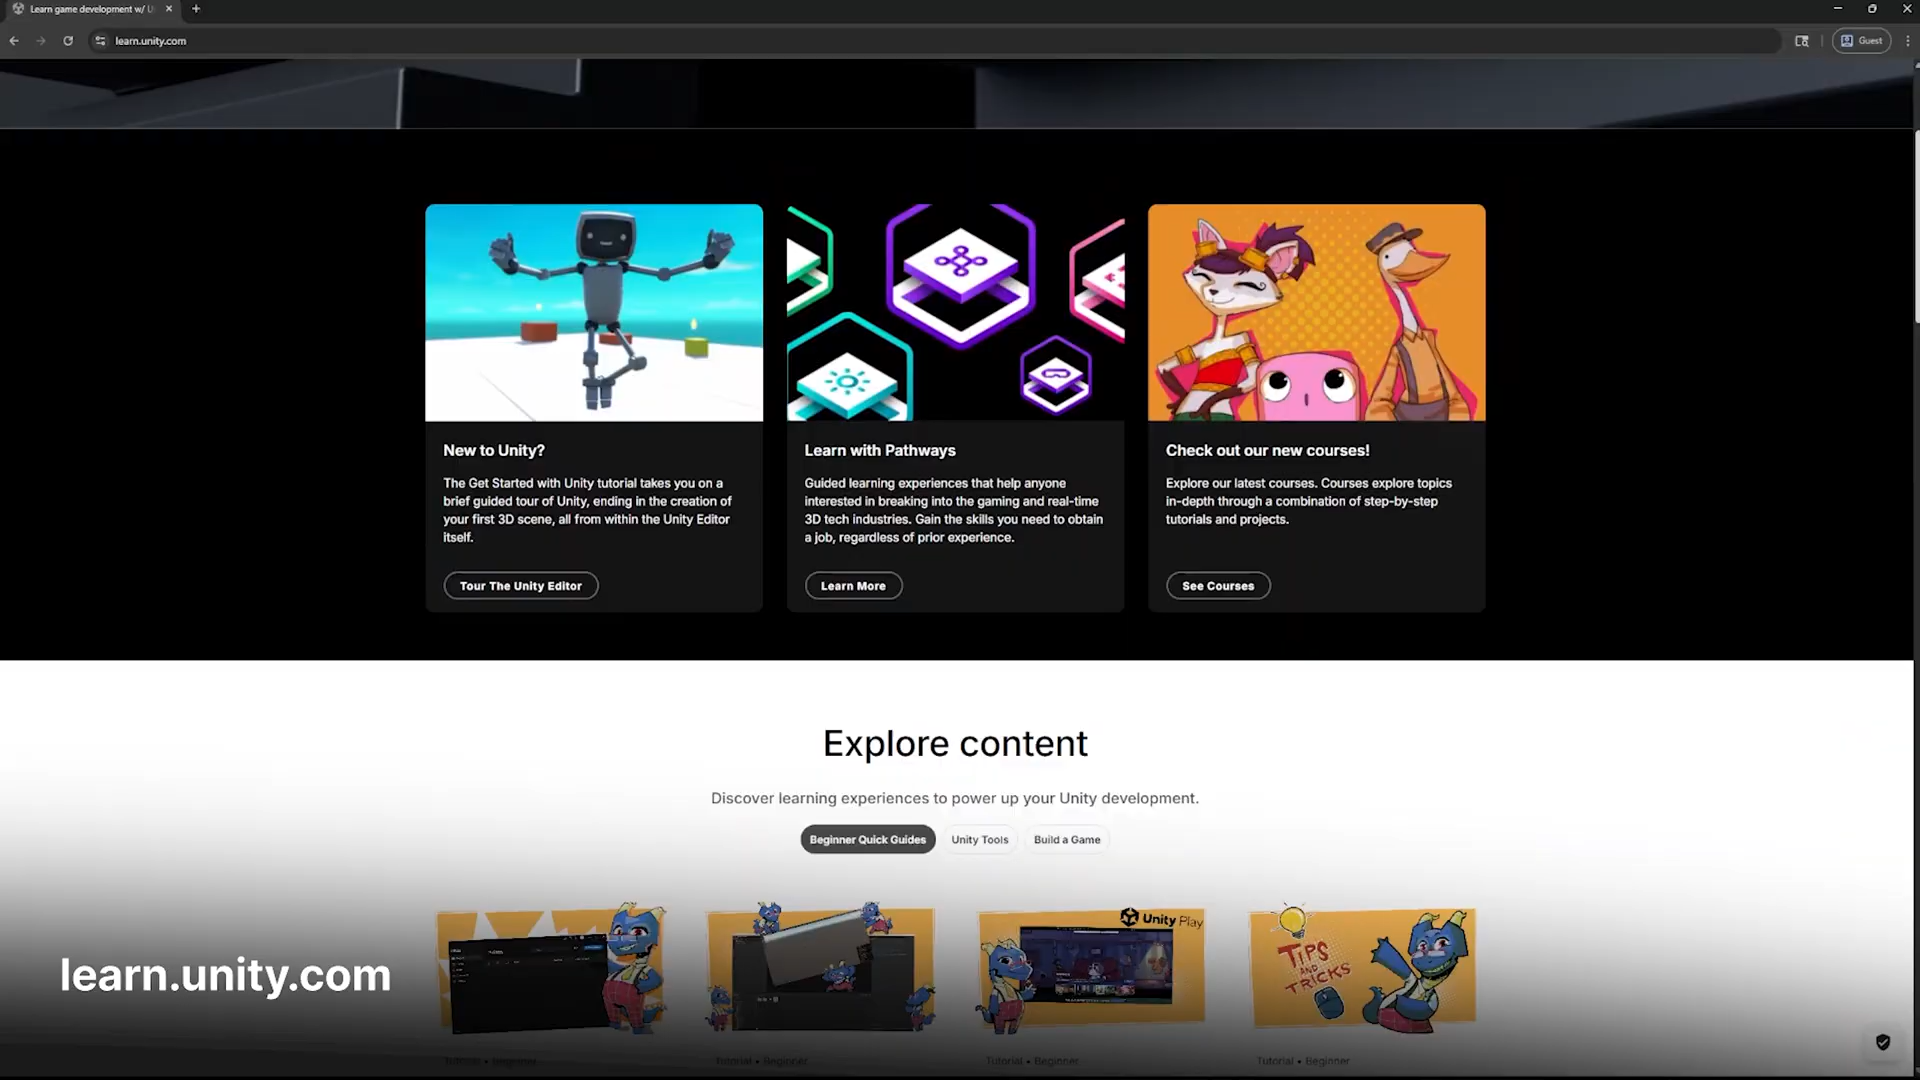 Learn game development w/ U
learn.unity.com
Guest
New to Unity?
The Get Started with Unity tutorial takes you on a
brief guided tour of Unity, ending in the creation of
your first 3D scene, all from within the Unity Editor
itself.
Tour The Unity Editor
Learn with Pathways
Guided learning experiences that help anyone
interested in breaking into the gaming and real-time
3D tech industries. Gain the skills you need to obtain
a job, regardless of prior experience.
Learn More
Check out our new courses!
Explore our latest courses. Courses explore topics
in-depth through a combination of step-by-step
tutorials and projects.
See Courses
Explore content
Discover learning experiences to power up your Unity development.
Beginner Quick Guides
Unity Tools
Build a Game
Unity Play
TIPS
AND
TRICKS
learn.unity.com
Tutorial • Beginner
Tutorial • Beginner
Tutorial • Beginner
Tutorial • Beginner